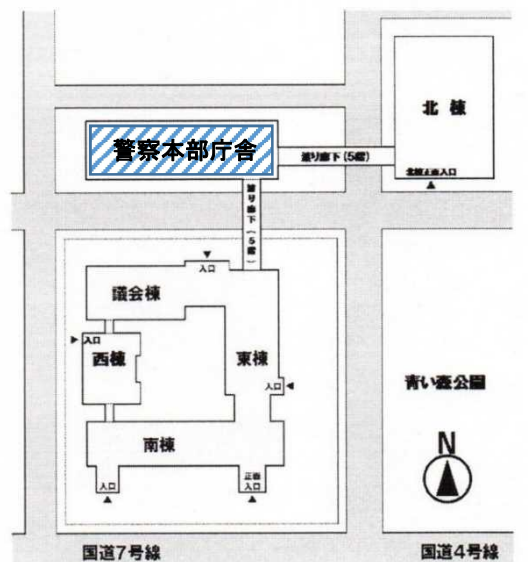 北棟
警察本部庁舎
渡り廊下(5階)
北棟正面入口
渡り廊下(5階)
入口
議会棟
入口
西棟
東棟
入口
青い森公園
南棟
N
入口
正面
入口
国道7号線
国道4号線